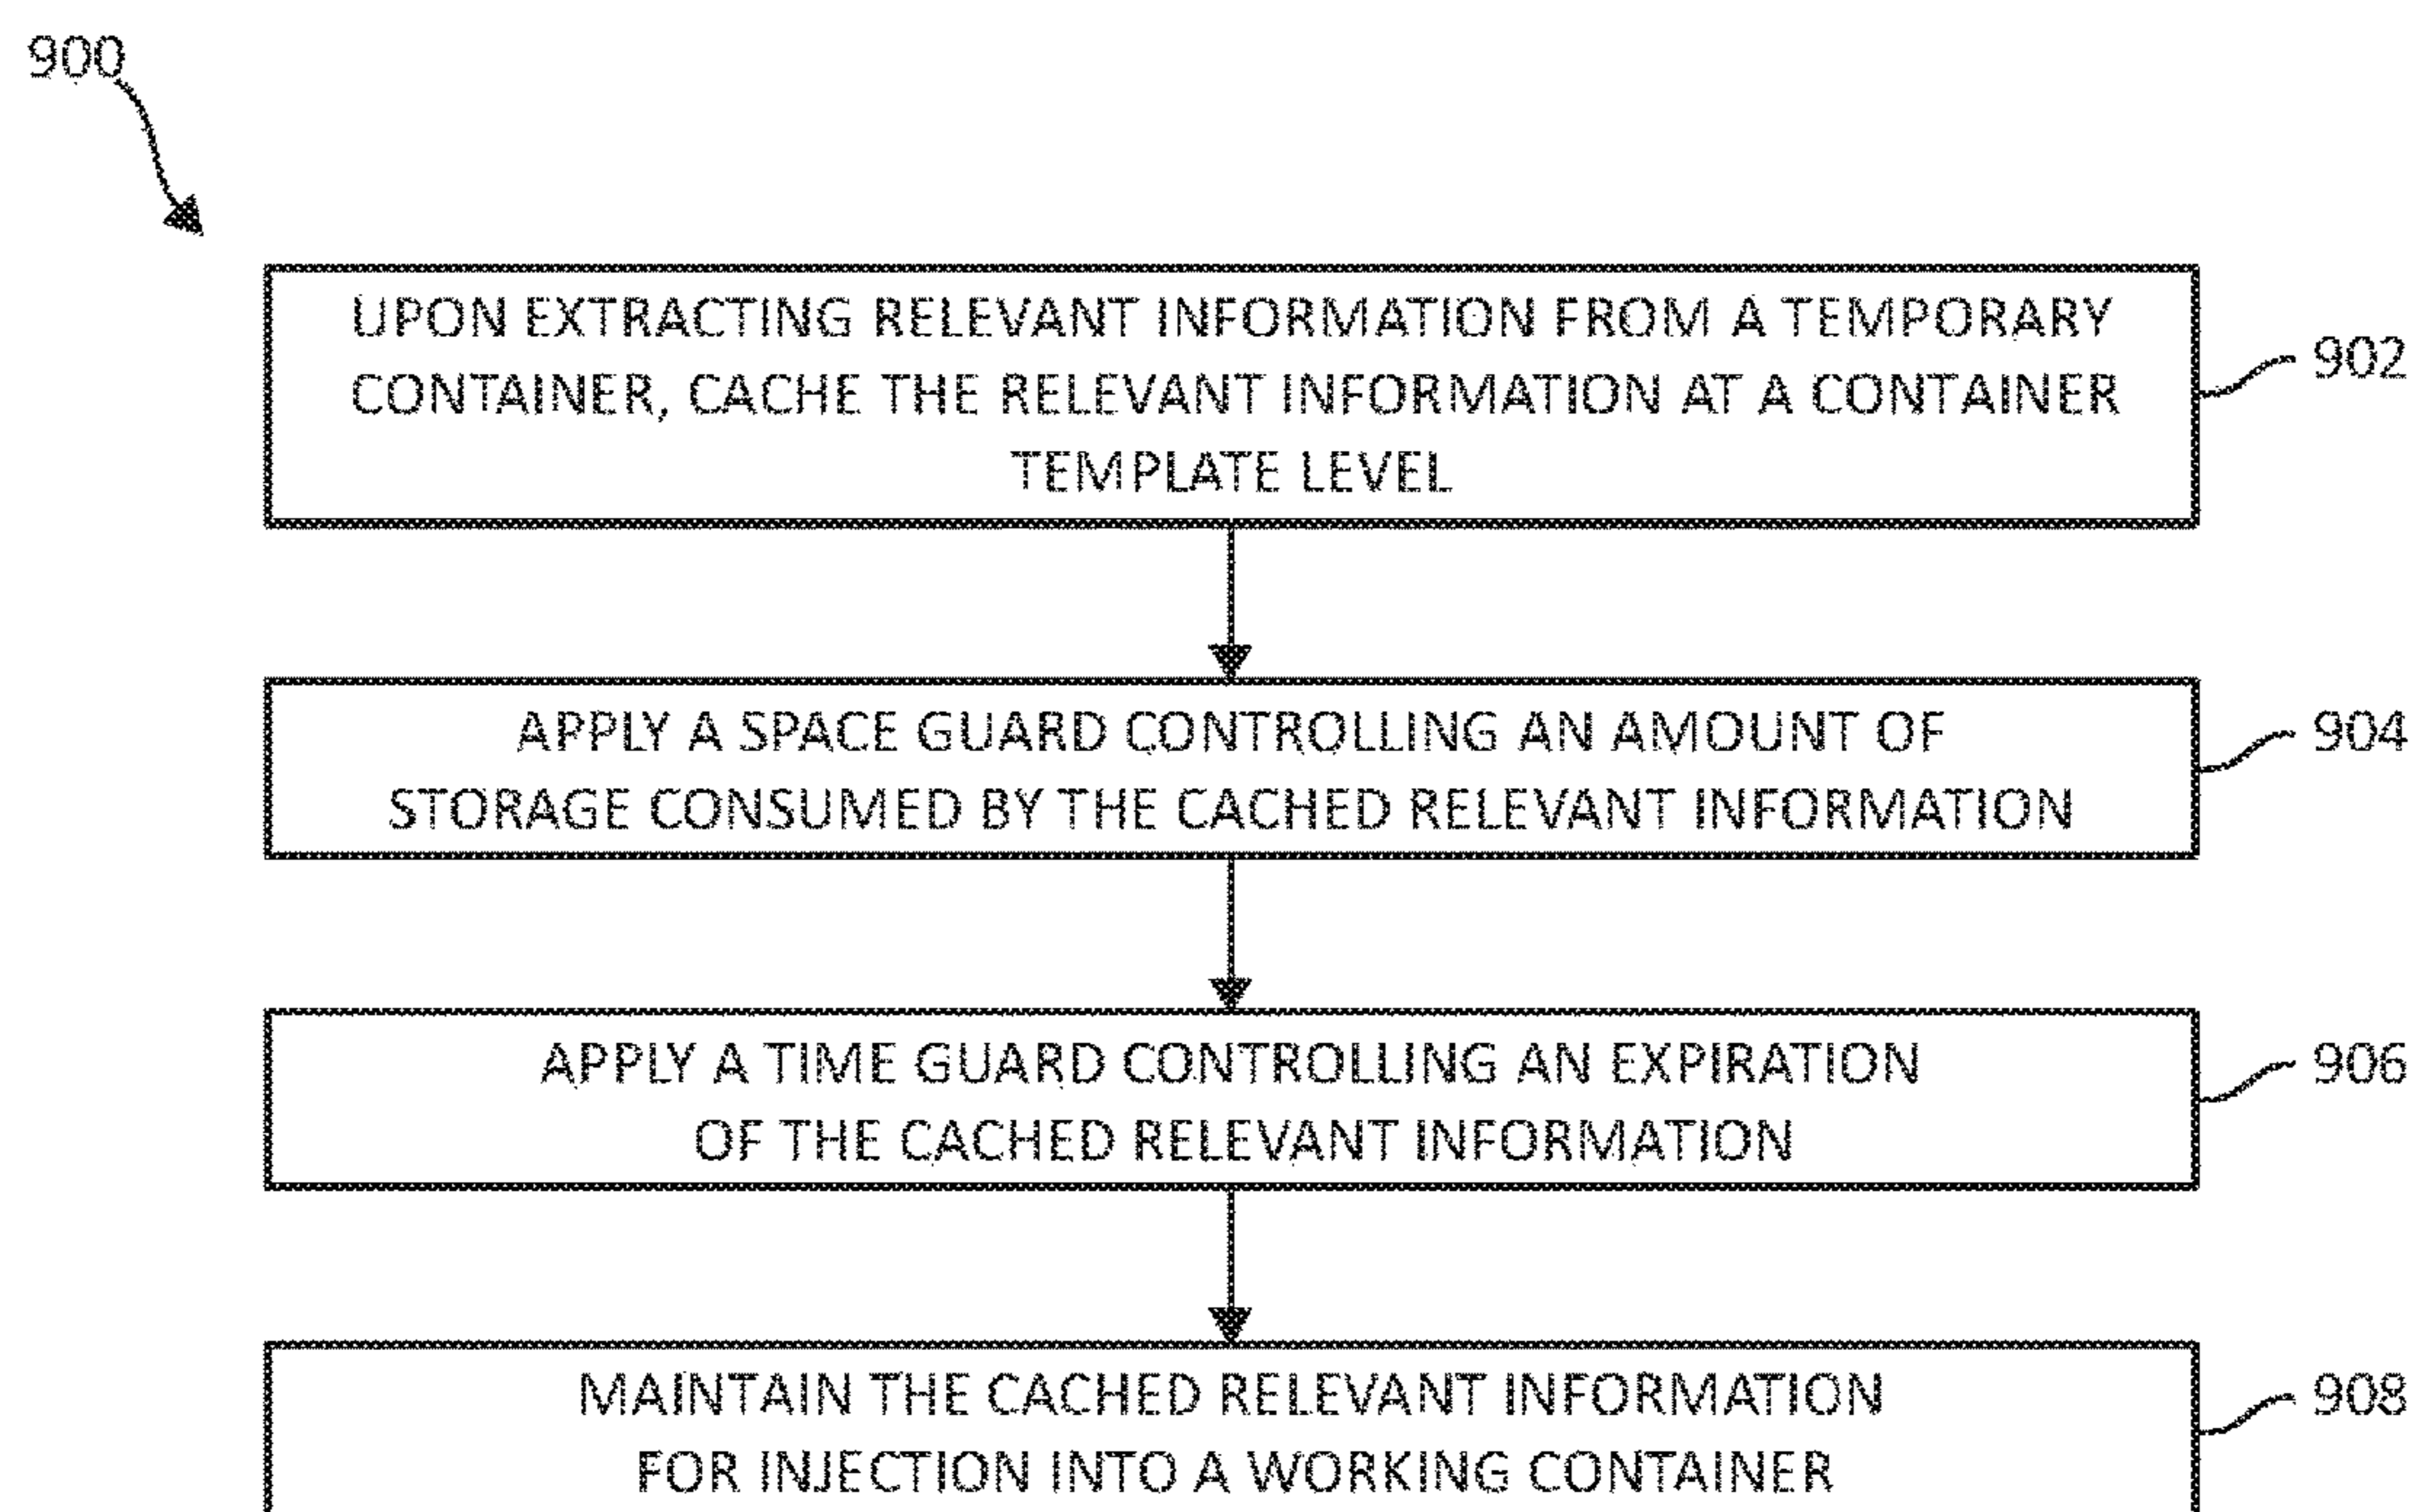 900
UPON EXTRACTING RELEVANT INFORMATION FROM A TEMPORARY
CONTAINER, CACHE THE RELEVANT INFORMATION AT A CONTAINER
TEMPLATE LEVEL
902
APPLY A SPACE GUARD CONTROLLING AN AMOUNT OF
STORAGE CONSUMED BY THE CACHED RELEVANT INFORMATION
904
APPLY A TIME GUARD CONTROLLING AN EXPIRATION
OF THE CACHED RELEVANT INFORMATION
906
MAINTAIN THE CACHED RELEVANT INFORMATION
FOR INJECTION INTO A WORKING CONTAINER
908